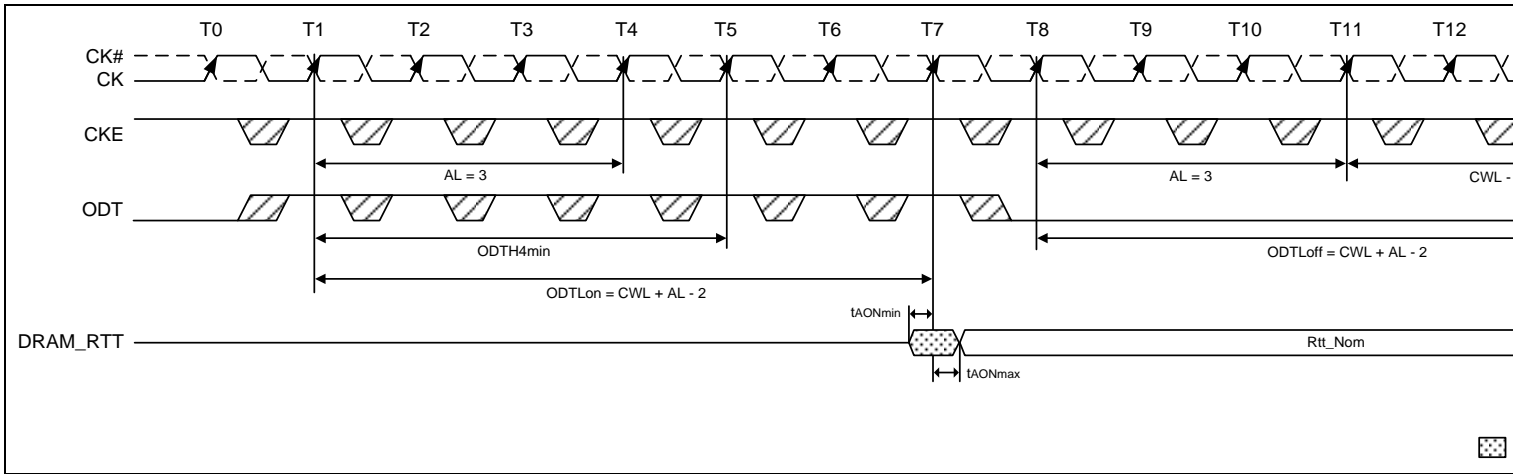 T0 T1 T2 T3 T4 T5 T6 T7 T8 T9 T10 T11 T12
CK#
CK
CKE
AL = 3 AL = 3 CWL -
ODT
ODTH4min ODTLoff = CWL + AL - 2
ODTLon = CWL + AL - 2
tAONmin
DRAM_RTT Rtt_Nom
tAONmax